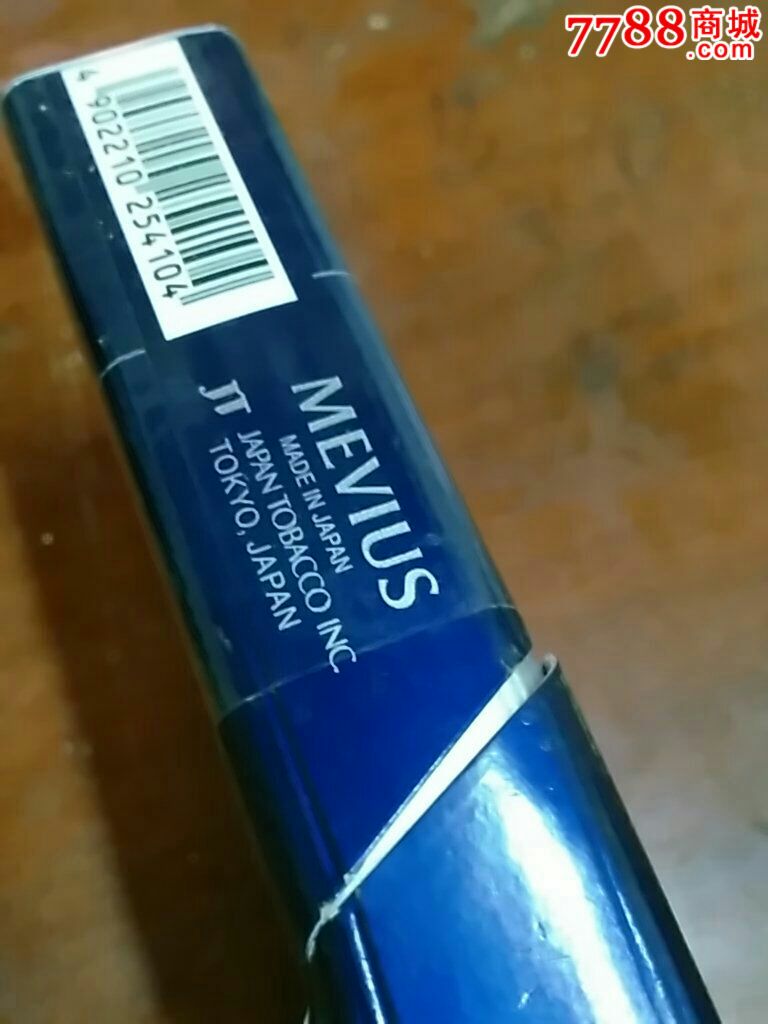 7788商城
.com
4 902210 254104
MEVIUS
MADE IN JAPAN
JT JAPAN TOBACCO INC.
TOKYO, JAPAN